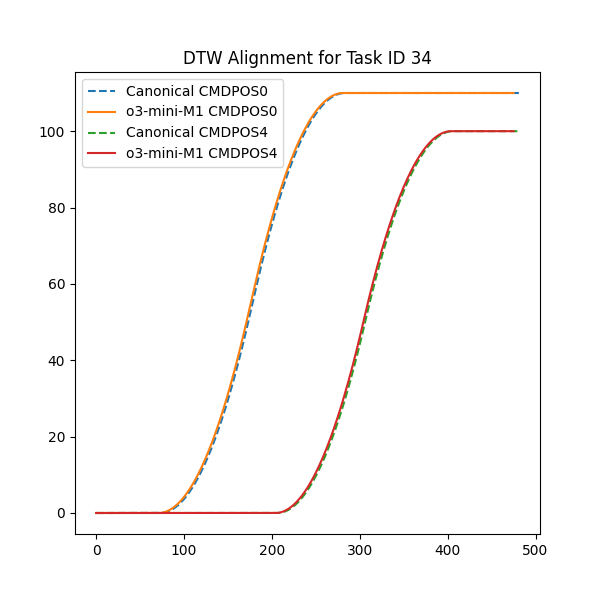 DTW Alignment for Task ID 34
Canonical CMDPOS0
o3-mini-M1 CMDPOS0
Canonical CMDPOS4
o3-mini-M1 CMDPOS4
100
80
60
40
20
0
0 100 200 300 400 500